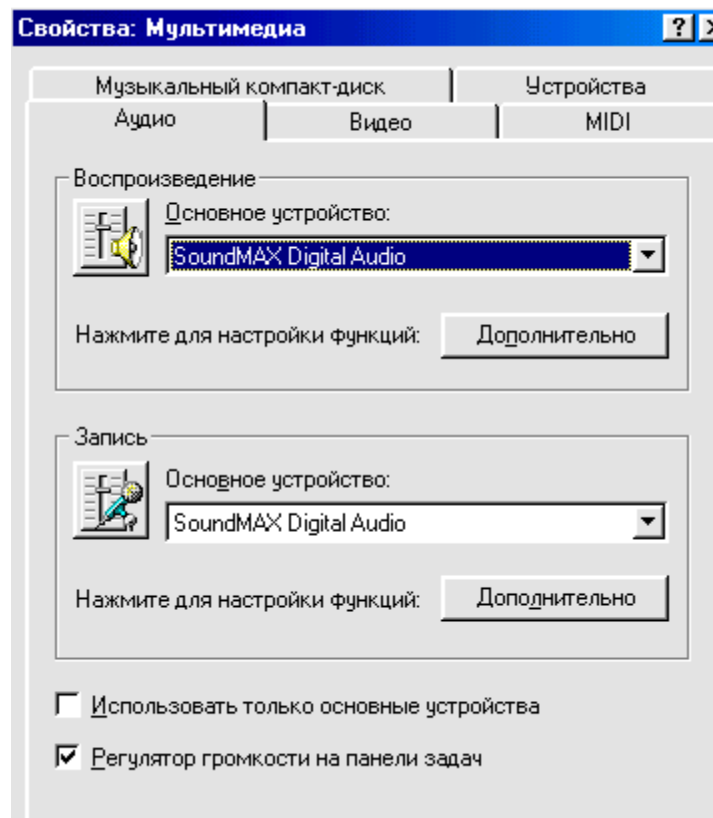 Свойства: Мультимедиа
Музыкальный компакт-диск Устройства
Аудио Видео MIDI
Воспроизведение
Основное устройство:
SoundMAX Digital Audio
Нажмите для настройки функций: Дополнительно
Запись
Основное устройство:
SoundMAX Digital Audio
Нажмите для настройки функций: Дополнительно
Использовать только основные устройства
Регулятор громкости на панели задач